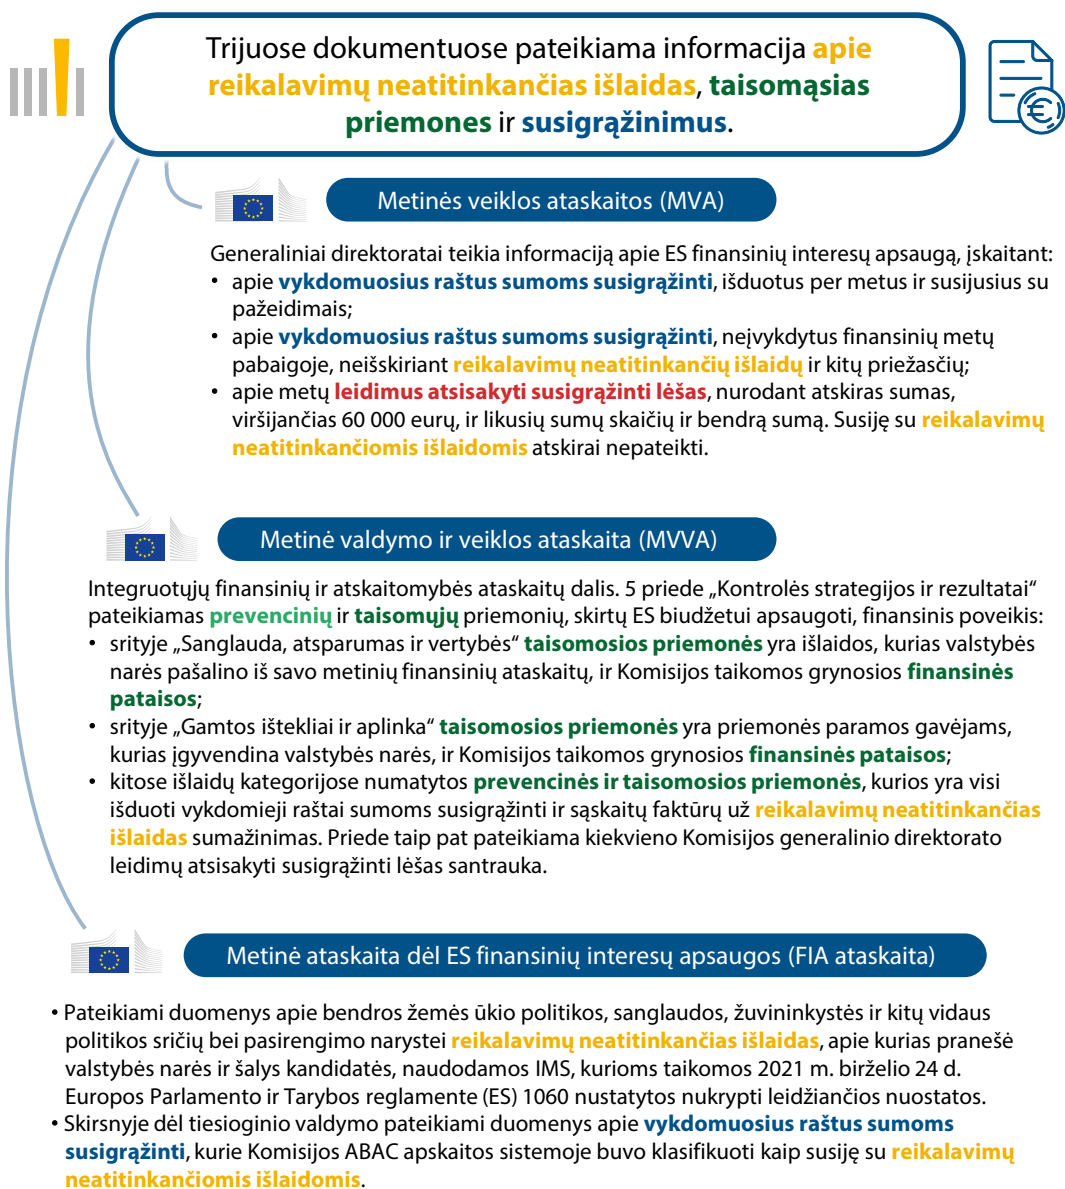 Trijuose dokumentuose pateikiama informacija apie
reikalavimų neatitinkančias išlaidas, taisomąsias
priemones ir susigrąžinimus.
Metinės veiklos ataskaitos (MVA)
Generaliniai direktoratai teikia informaciją apie ES finansinių interesų apsaugą, įskaitant:
• apie vykdomuosius raštus sumoms susigrąžinti, išduotus per metus ir susijusius su
pažeidimais;
• apie vykdomuosius raštus sumoms susigrąžinti, neįvykdytus finansinių metų
pabaigoje, neišskiriant reikalavimų neatitinkančių išlaidų ir kitų priežasčių;
• apie metų leidimus atsisakyti susigrąžinti lėšas, nurodant atskiras sumas,
viršijančias 60 000 eurų, ir likusių sumų skaičių ir bendrą sumą. Susiję su reikalavimų
neatitinkančiomis išlaidomis atskirai nepateikti.
Metinė valdymo ir veiklos ataskaita (MVVA)
Integruotųjų finansinių ir atskaitomybės ataskaitų dalis. 5 priede „Kontrolės strategijos ir rezultatai“
pateikiamas prevencinių ir taisomųjų priemonių, skirtų ES biudžetui apsaugoti, finansinis poveikis:
• srityje „Sanglauda, atsparumas ir vertybės“ taisomosios priemonės yra išlaidos, kurias valstybės
narės pašalino iš savo metinių finansinių ataskaitų, ir Komisijos taikomos grynosios finansinės
pataisos;
• srityje „Gamtos ištekliai ir aplinka“ taisomosios priemonės yra priemonės paramos gavėjams,
kurias įgyvendina valstybės narės, ir Komisijos taikomos grynosios finansinės pataisos;
• kitose išlaidų kategorijose numatytos prevencinės ir taisomosios priemonės, kurios yra visi
išduoti vykdomieji raštai sumoms susigrąžinti ir sąskaitų faktūrų už reikalavimų neatitinkančias
išlaidas sumažinimas. Priede taip pat pateikiama kiekvieno Komisijos generalinio direktorato
leidimų atsisakyti susigrąžinti lėšas santrauka.
Metinė ataskaita dėl ES finansinių interesų apsaugos (FIA ataskaita)
• Pateikiami duomenys apie bendros žemės ūkio politikos, sanglaudos, žuvininkystės ir kitų vidaus
politikos sričių bei pasirengimo narystei reikalavimų neatitinkančias išlaidas, apie kurias pranešė
valstybės narės ir šalys kandidatės, naudodamos IMS, kurioms taikomos 2021 m. birželio 24 d.
Europos Parlamento ir Tarybos reglamente (ES) 1060 nustatytos nukrypti leidžiančios nuostatos.
• Skirsnyje dėl tiesioginio valdymo pateikiami duomenys apie vykdomuosius raštus sumoms
susigrąžinti, kurie Komisijos ABAC apskaitos sistemoje buvo klasifikuoti kaip susiję su reikalavimų
neatitinkančiomis išlaidomis.